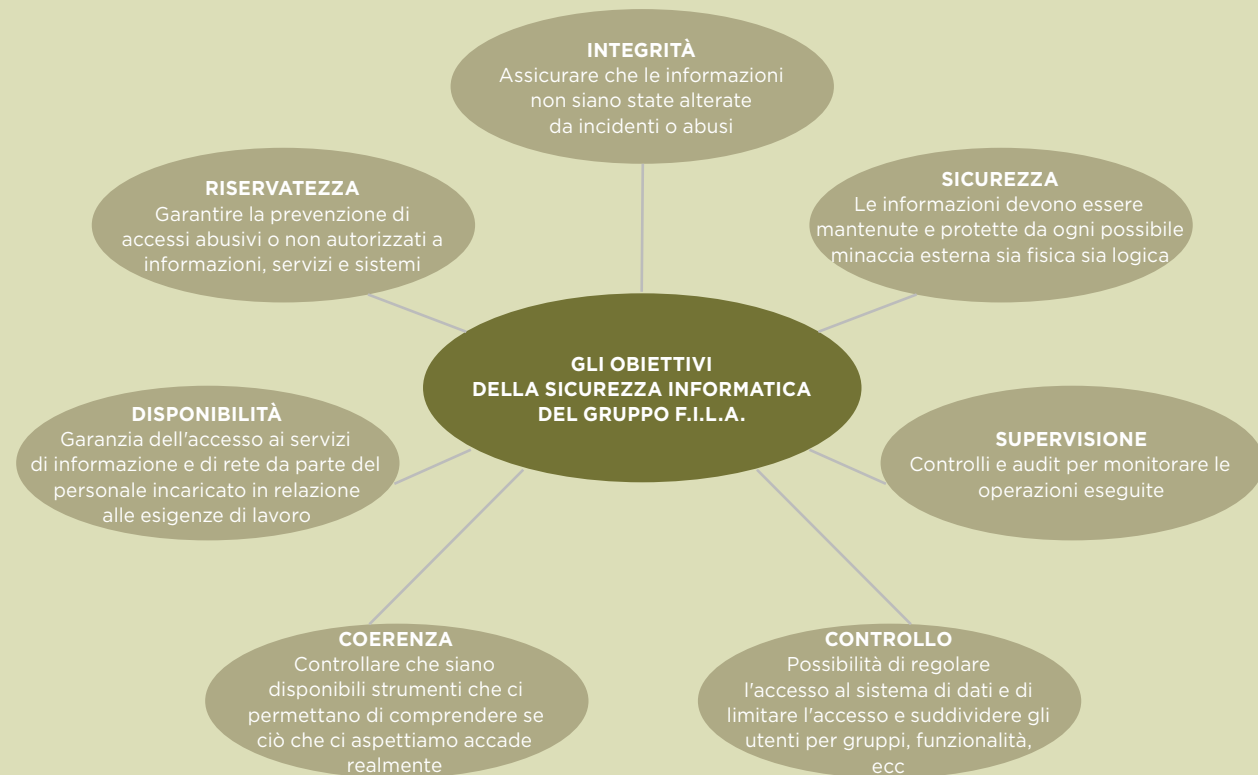 INTEGRITÀ
Assicurare che le informazioni
non siano state alterate
da incidenti o abusi
RISERVATEZZA
Garantire la prevenzione di
accessi abusivi o non autorizzati a
informazioni, servizi e sistemi
SICUREZZA
Le informazioni devono essere
mantenute e protette da ogni possibile
minaccia esterna sia fisica sia logica
GLI OBIETTIVI
DELLA SICUREZZA INFORMATICA
DEL GRUPPO F.I.L.A.
DISPONIBILITÀ
Garanzia dell'accesso ai servizi
di informazione e di rete da parte del
personale incaricato in relazione
alle esigenze di lavoro
SUPERVISIONE
Controlli e audit per monitorare le
operazioni eseguite
COERENZA
Controllare che siano
disponibili strumenti che ci
permettano di comprendere se
ciò che ci aspettiamo accade
realmente
CONTROLLO
Possibilità di regolare
l'accesso al sistema di dati e di
limitare l'accesso e suddividere gli
utenti per gruppi, funzionalità,
ecc